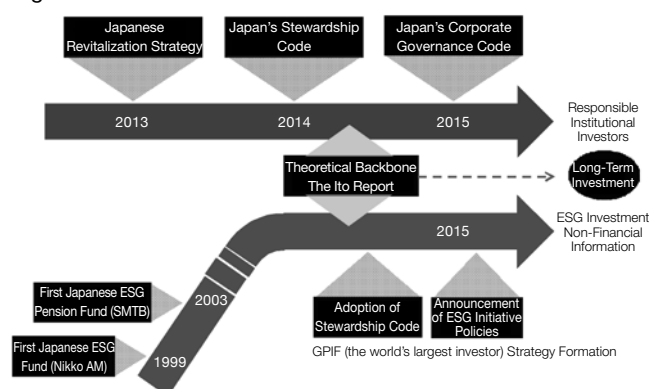 Japanese
Revitalization Strategy
Japan's Stewardship
Code
Japan's Corporate
Governance Code
2013
2014
2015
Responsible
Institutional
Investors
Theoretical Backbone
The Ito Report
Long-Term
Investment
2015
ESG Investment
Non-Financial
Information
First Japanese ESG
Pension Fund (SMTB)
2003
Adoption of
Stewardship Code
Announcement
of ESG Initiative
Policies
First Japanese ESG
Fund (Nikko AM)
1999
GPIF (the world's largest investor) Strategy Formation